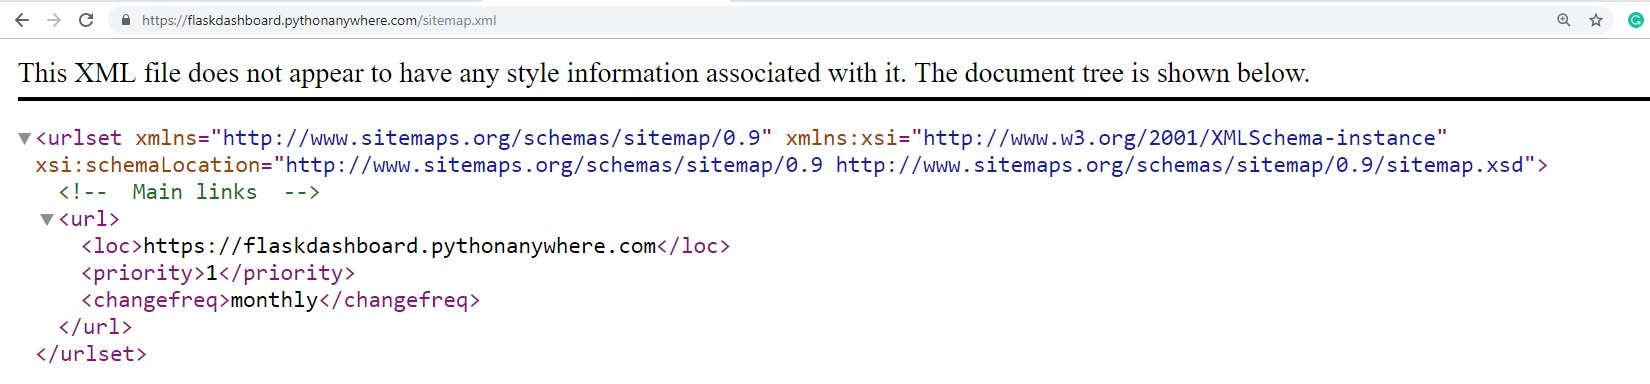 https://flaskdashboard.pythonanywhere.com/sitemap.xml
This XML file does not appear to have any style information associated with it. The document tree is shown below.
<urlset xmlns="http://www.sitemaps.org/schemas/sitemap/0.9" xmlns:xsi="http://www.w3.org/2001/XMLSchema-instance"
xsi:schemaLocation="http://www.sitemaps.org/schemas/sitemap/0.9 http://www.sitemaps.org/schemas/sitemap/0.9/sitemap.xsd">
<!--  Main links  -->
<url>
<loc>https://flaskdashboard.pythonanywhere.com</loc>
<priority>1</priority>
<changefreq>monthly</changefreq>
</url>
</urlset>